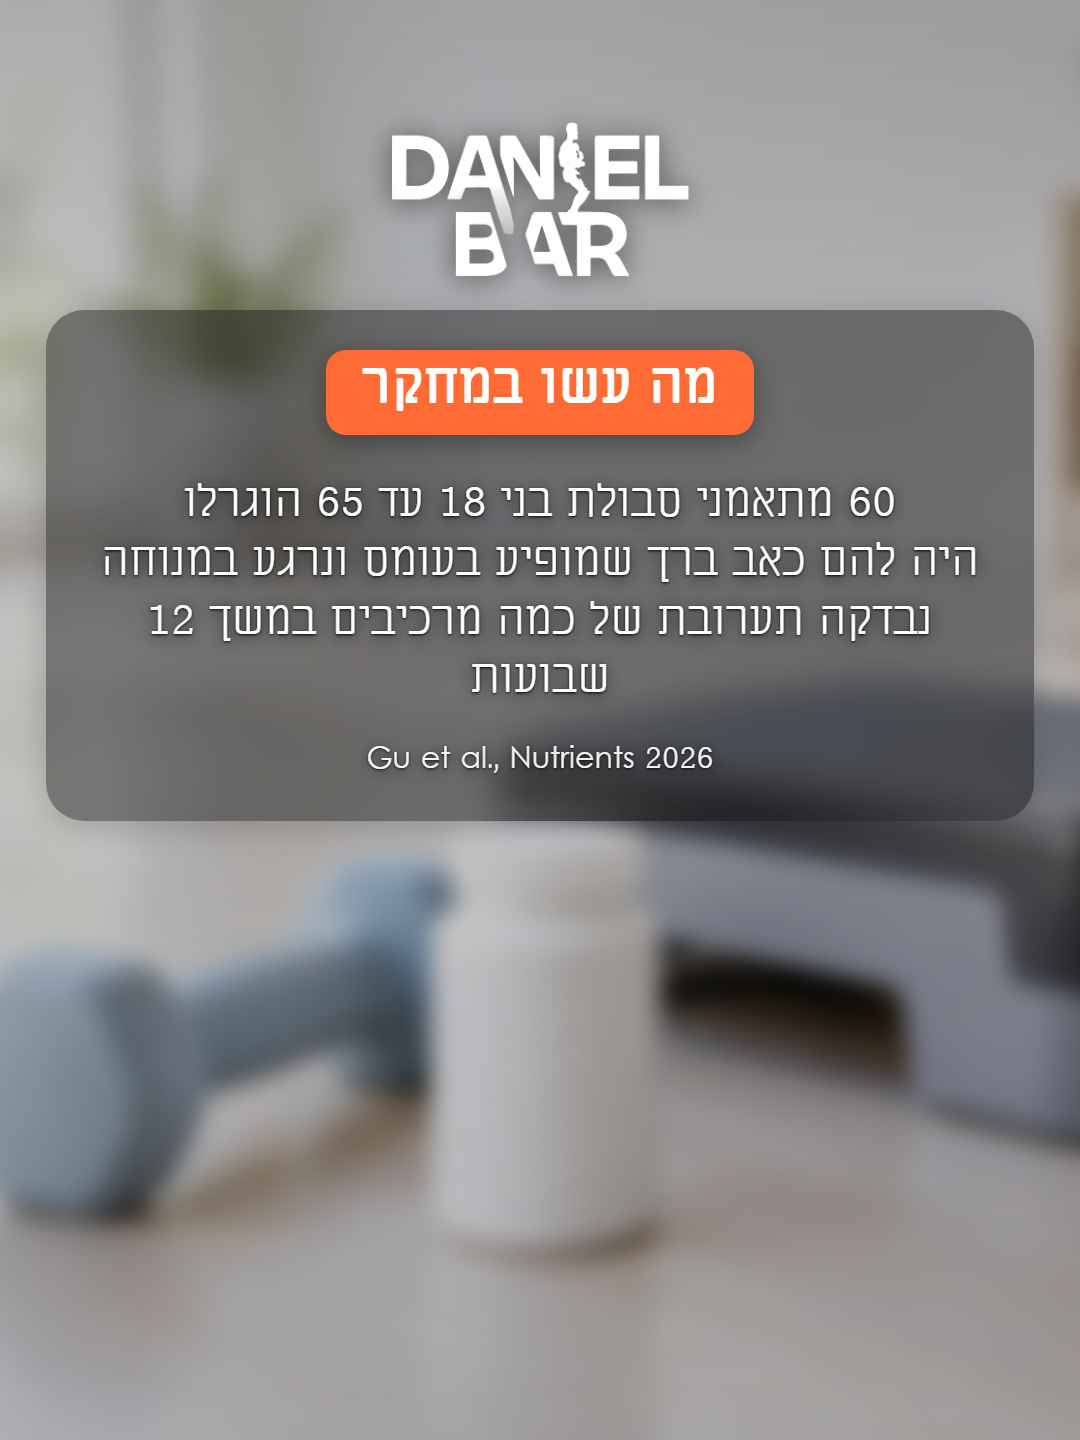 DANIEL
BAR
מה עשו במחקר
60 מתאמני סבולת בני 18 עד 65 הוגרלו
היה להם כאב ברך שמופיע בעומס ונרגע במנוחה
נבדקה תערובת של כמה מרכיבים במשך 12
שבועות
Gu et al., Nutrients 2026